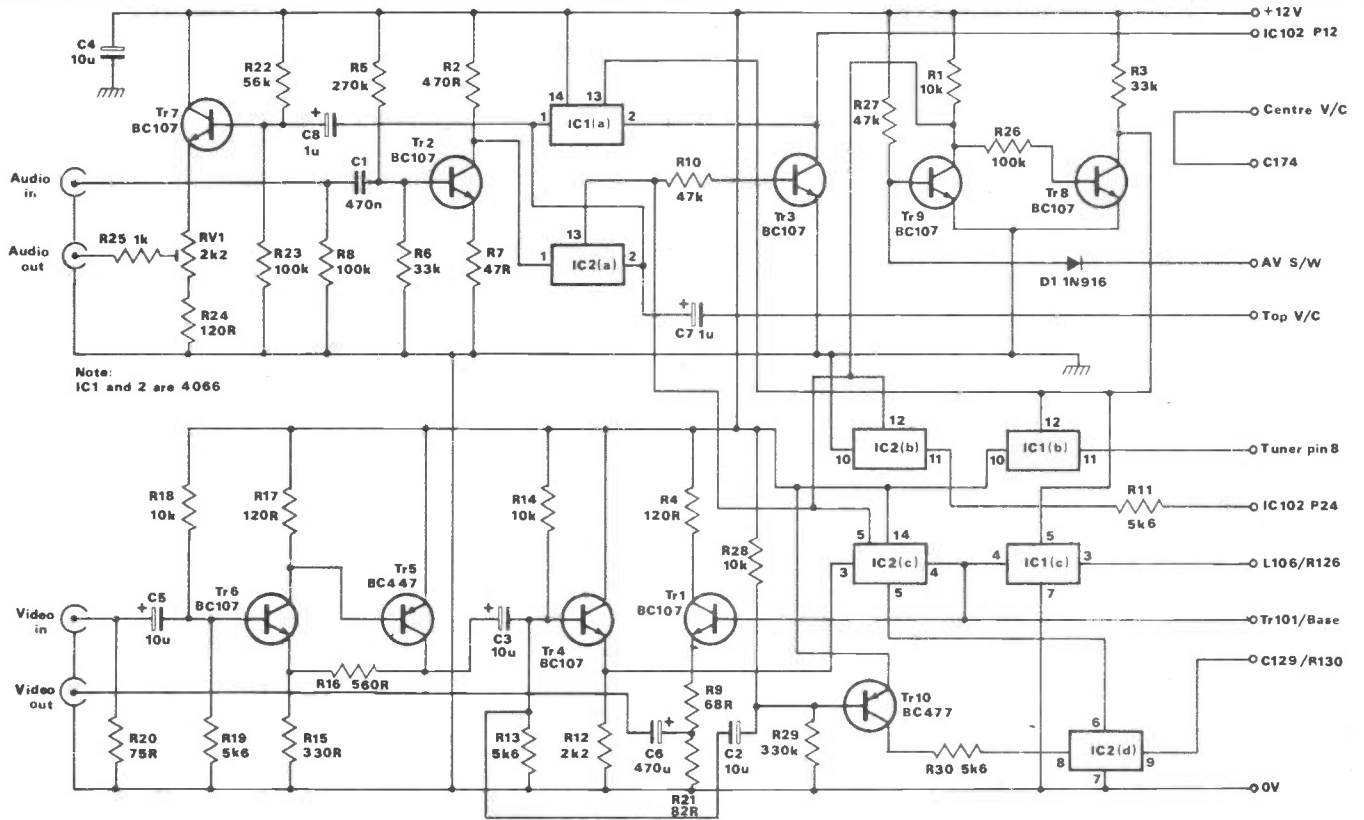 +12V
IC102 P12
C4
10u
R22
56k
R5
270k
R2
470R
14
13
1
IC1(a)
2
R1
10k
R3
33k
Centre V/C
C174
Tr7
BC107
+
C8
1u
Tr2
BC107
C1
470n
R27
47k
R26
100k
R10
47k
Tr3
BC107
Tr9
BC107
Tr8
BC107
Audio
in
Audio
out
R25 1k
RV1
2k2
R23
100k
R8
100k
R6
33k
R7
47R
13
1
IC2(a)
2
D1 1N916
AV S/W
R24
120R
+
C7
1u
Top V/C
Note:
IC1 and 2 are 4066
12
10
IC2(b)
11
12
10
IC1(b)
11
Tuner pin 8
R18
10k
R17
120R
R14
10k
R4
120R
R28
10k
R11
5k6
IC102 P24
5
14
3
IC2(c)
4
5
5
4
IC1(c)
3
7
L106/R126
Video
in
Video
out
+
C5
10u
Tr6
BC107
Tr5
BC447
+
C3
10u
Tr4
BC107
Tr1
BC107
Tr101/Base
C129/R130
R16 560R
R9
68R
Tr10
BC477
R20
75R
R19
5k6
R15
330R
R13
5k6
R12
2k2
+
C6
470u
C2
10u
R29
330k
R21
82R
R30 5k6
6
8
IC2(d)
9
7
0V